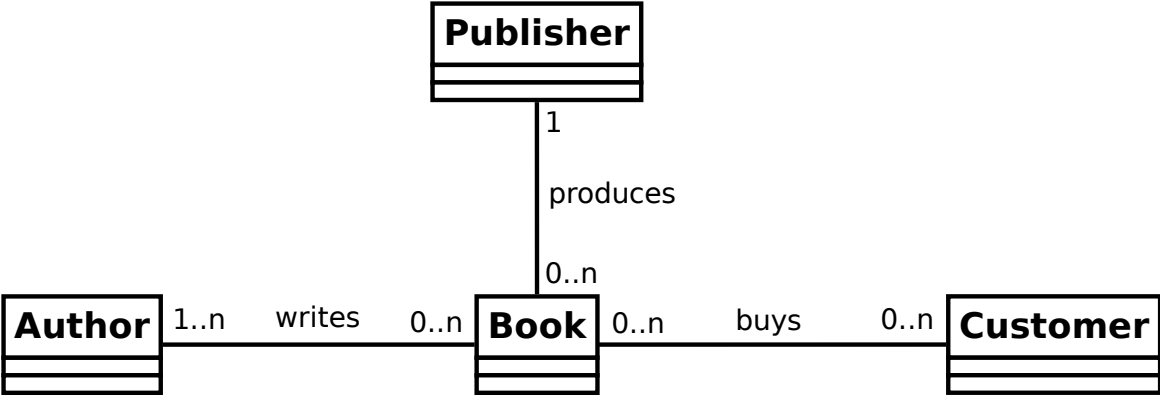 Publisher
1
produces
0..n
Author 1..n writes 0..n Book 0..n buys 0..n Customer